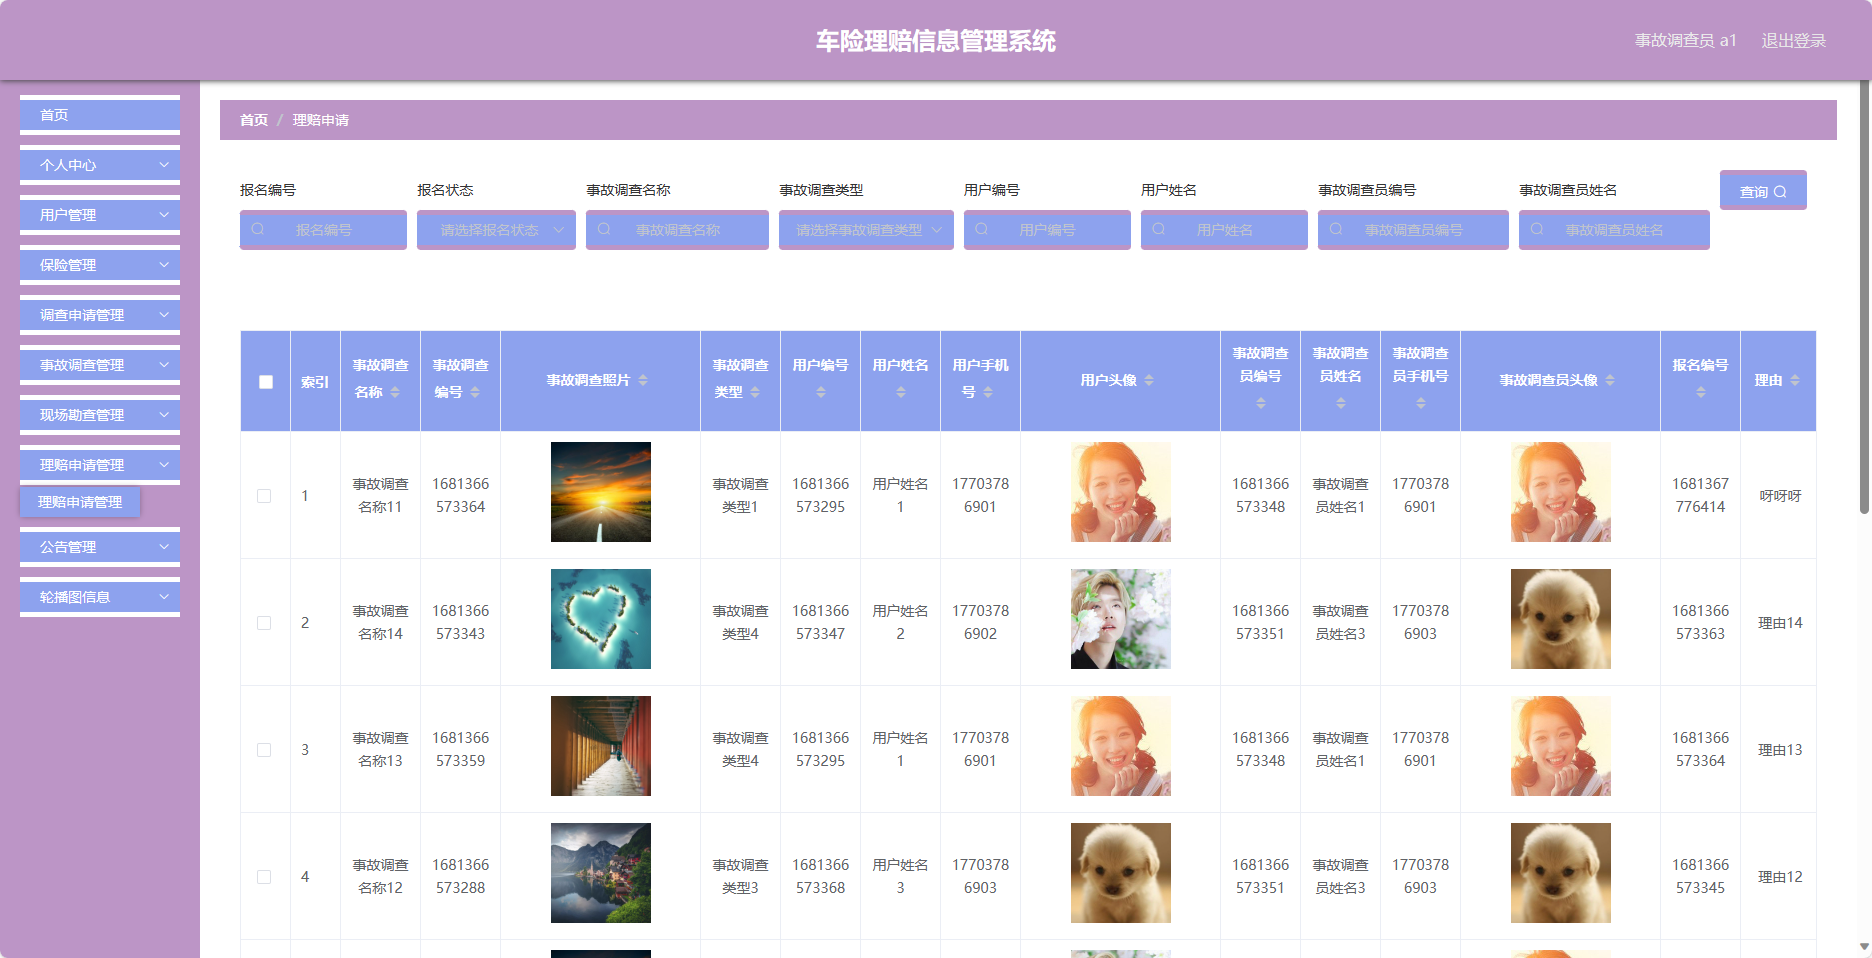 车险理赔信息管理系统
事故调查员 a1 退出登录
首页
个人中心
用户管理
保险管理
调查申请管理
事故调查管理
现场勘查管理
理赔申请管理
理赔申请管理
公告管理
轮播图信息
首页 / 理赔申请
报名编号 报名状态 事故调查名称 事故调查类型 用户编号 用户姓名 事故调查员编号 事故调查员姓名
报名编号 请选择报名状态 事故调查名称 请选择事故调查类型 用户编号 用户姓名 事故调查员编号 事故调查员姓名 查询
索引 事故调查名称 事故调查编号 事故调查照片 事故调查类型 用户编号 用户姓名 用户手机号 用户头像 事故调查员编号 事故调查员姓名 事故调查员手机号 事故调查员头像 报名编号 理由
1 事故调查名称11 1681366573364 事故调查类型1 1681366573295 用户姓名1 17703786901 1681366573348 事故调查员姓名1 17703786901 1681367776414 呀呀呀
2 事故调查名称14 1681366573343 事故调查类型4 1681366573347 用户姓名2 17703786902 1681366573351 事故调查员姓名3 17703786903 1681366573363 理由14
3 事故调查名称13 1681366573359 事故调查类型4 1681366573295 用户姓名1 17703786901 1681366573348 事故调查员姓名1 17703786901 1681366573364 理由13
4 事故调查名称12 1681366573288 事故调查类型3 1681366573368 用户姓名3 17703786903 1681366573351 事故调查员姓名3 17703786903 1681366573345 理由12